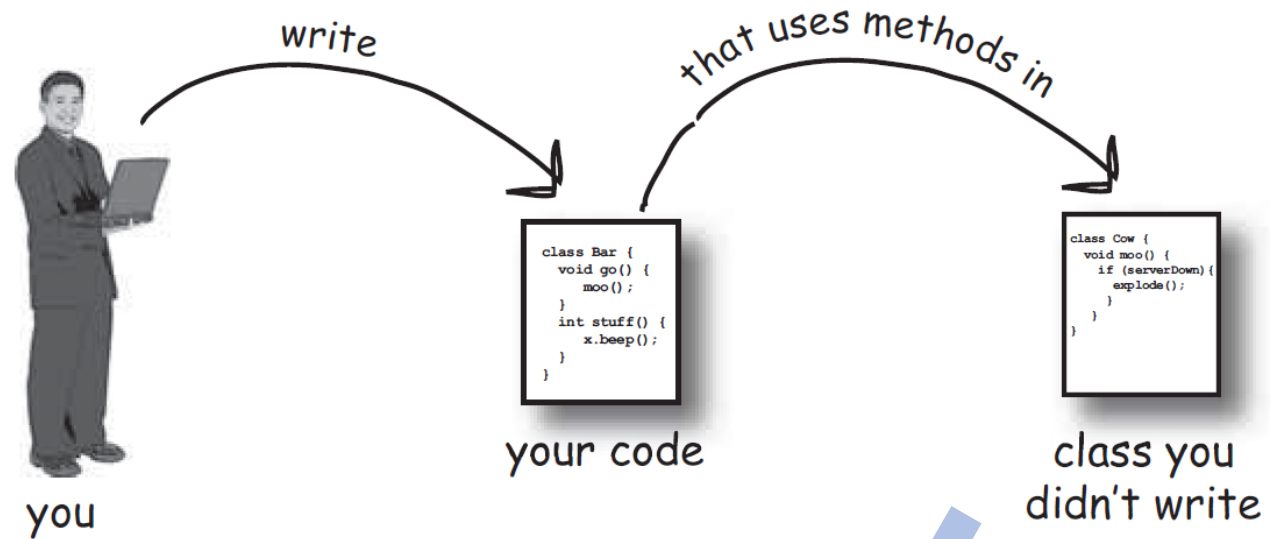 write
that uses methods in
class Bar {
void go() {
moo();
}
int stuff() {
x.beep();
}
}
class Cow {
void moo() {
if (serverDown){
explode();
}
}
}
your code
class you
didn't write
you